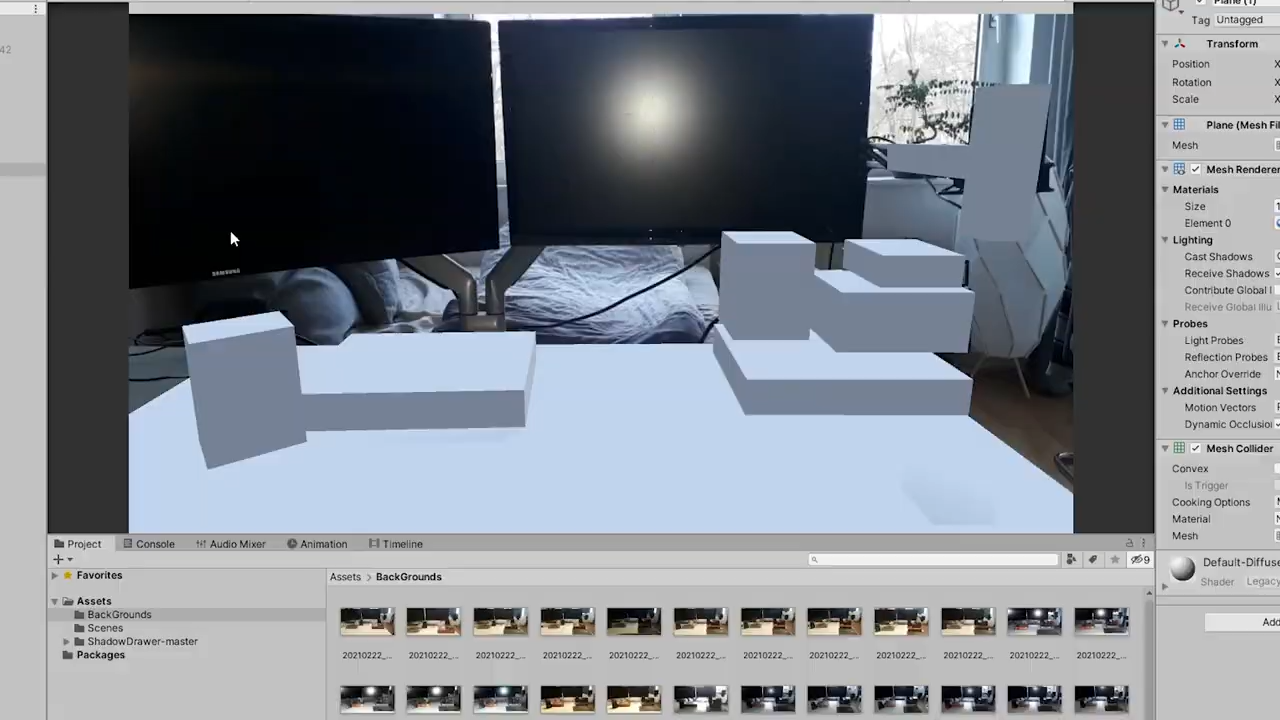 42
Plane (1)
Tag Untagged
Transform
Position X
Rotation X
Scale X
Plane (Mesh Fil
Mesh
Mesh Renderer
Materials
Size 1
Element 0
Lighting
Cast Shadows
Receive Shadows
Contribute Global I
Receive Global Illu
Probes
Light Probes
Reflection Probes
Anchor Override
Additional Settings
Motion Vectors
Dynamic Occlusio
Mesh Collider
Convex
Is Trigger
Cooking Options
Material
Mesh
Default-Diffuse
Shader Legacy
Add
SAMSUNG
Project Console Audio Mixer Animation Timeline
9
Favorites
Assets
BackGrounds
Scenes
ShadowDrawer-master
Packages
Assets > BackGrounds
20210222_... 20210222_... 20210222_... 20210222_... 20210222_... 20210222_... 20210222_... 20210222_... 20210222_... 20210222_... 20210222_... 20210222_...